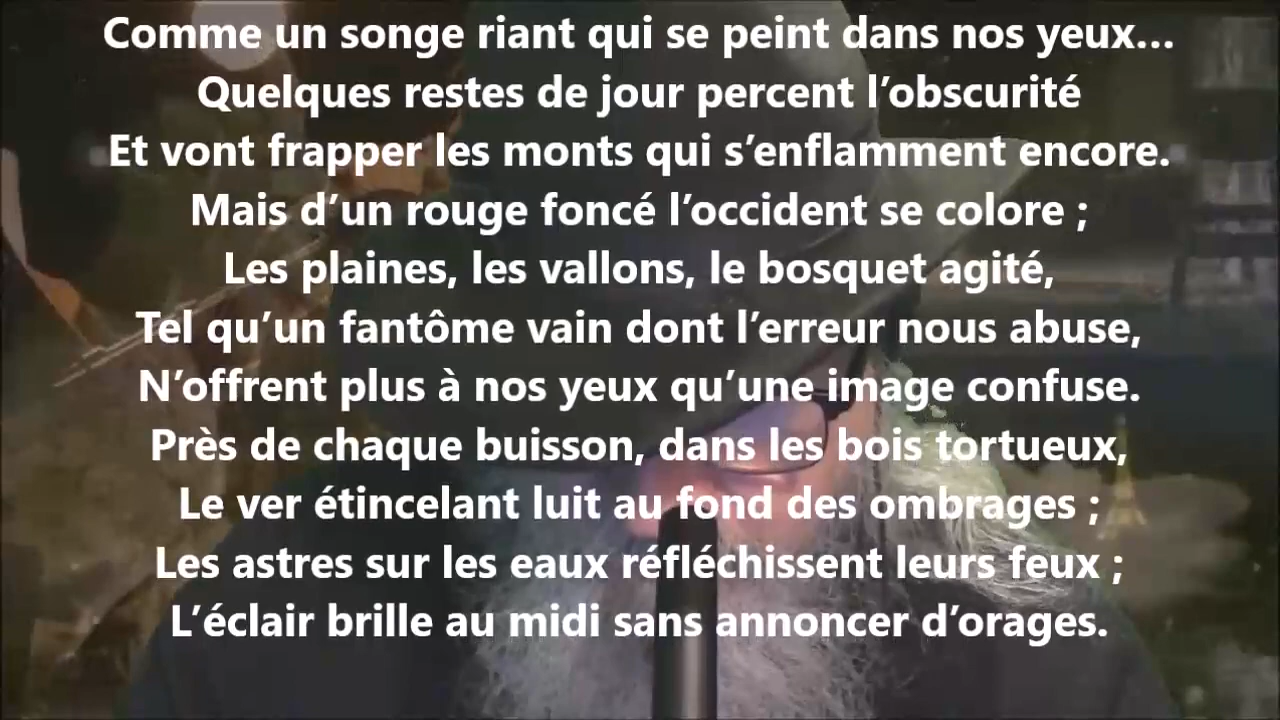 Comme un songe riant qui se peint dans nos yeux...
Quelques restes de jour percent l’obscurité
Et vont frapper les monts qui s’enflamment encore.
Mais d’un rouge foncé l’occident se colore ;
Les plaines, les vallons, le bosquet agité,
Tel qu’un fantôme vain dont l’erreur nous abuse,
N’offrent plus à nos yeux qu’une image confuse.
Près de chaque buisson, dans les bois tortueux,
Le ver étincelant luit au fond des ombrages ;
Les astres sur les eaux réfléchissent leurs feux ;
L’éclair brille au midi sans annoncer d’orages.